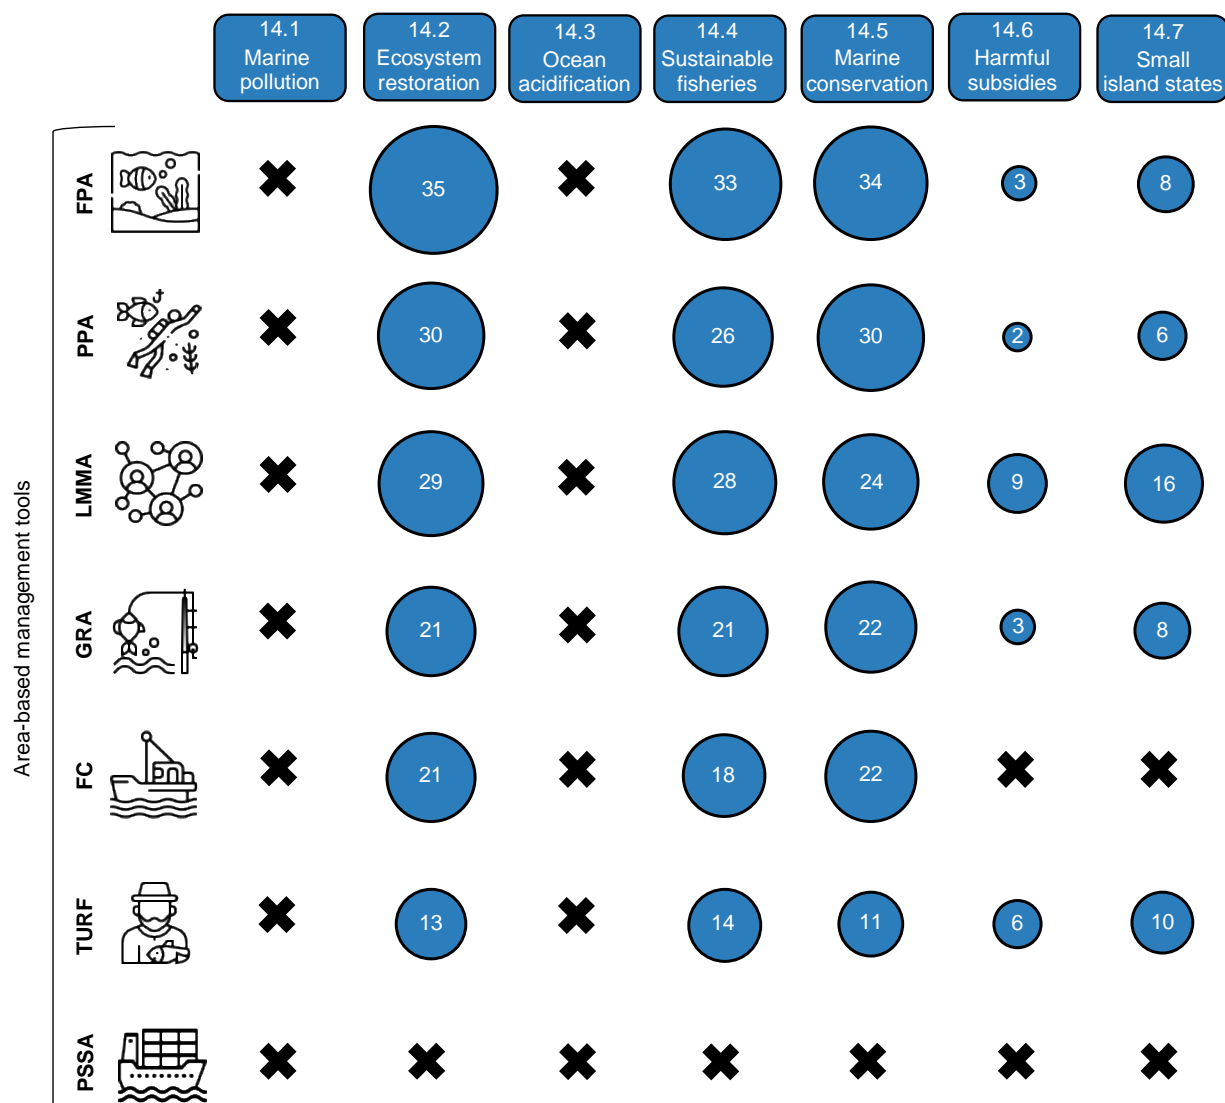 14.1
Marine
pollution
14.2
Ecosystem
restoration
14.3
Ocean
acidification
14.4
Sustainable
fisheries
14.5
Marine
conservation
14.6
Harmful
subsidies
14.7
Small
island states
Area-based management tools
FPA
35
33
34
3
8
PPA
30
26
30
2
6
LMMA
29
28
24
9
16
GRA
21
21
22
3
8
FC
21
18
22
TURF
13
14
11
6
10
PSSA